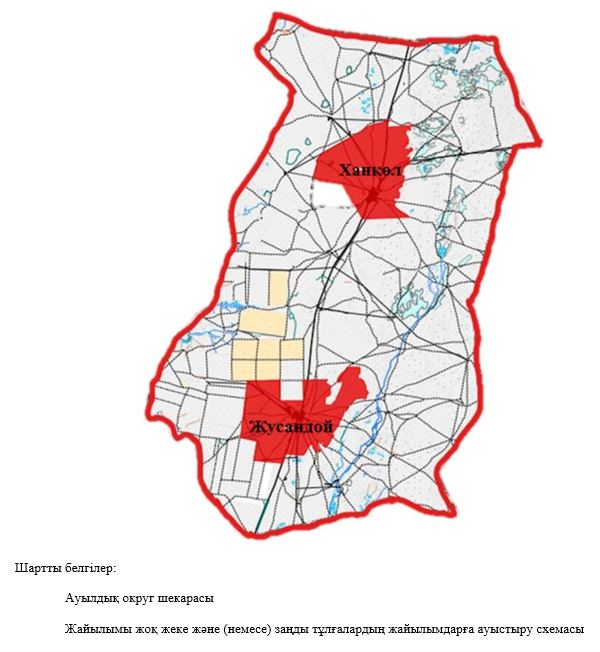 Ханкөл
Жусандой
Шартты белгілер:
Ауылдық округ шекарасы
Жайылымы жоқ жеке және (немесе) заңды тұлғалардың жайылымдарға ауыстыру схемасы